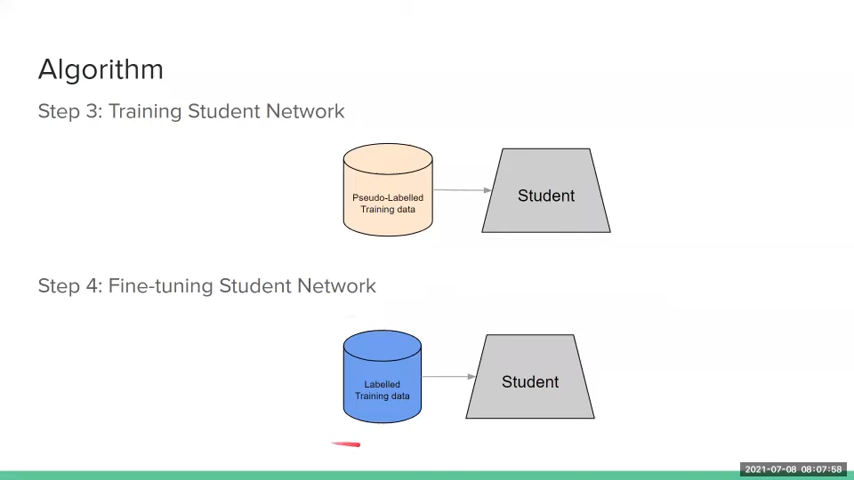 Algorithm
Step 3: Training Student Network
Pseudo-Labelled
Training data
Student
Step 4: Fine-tuning Student Network
Labelled
Training data
Student
2021-07-08 08:07:58